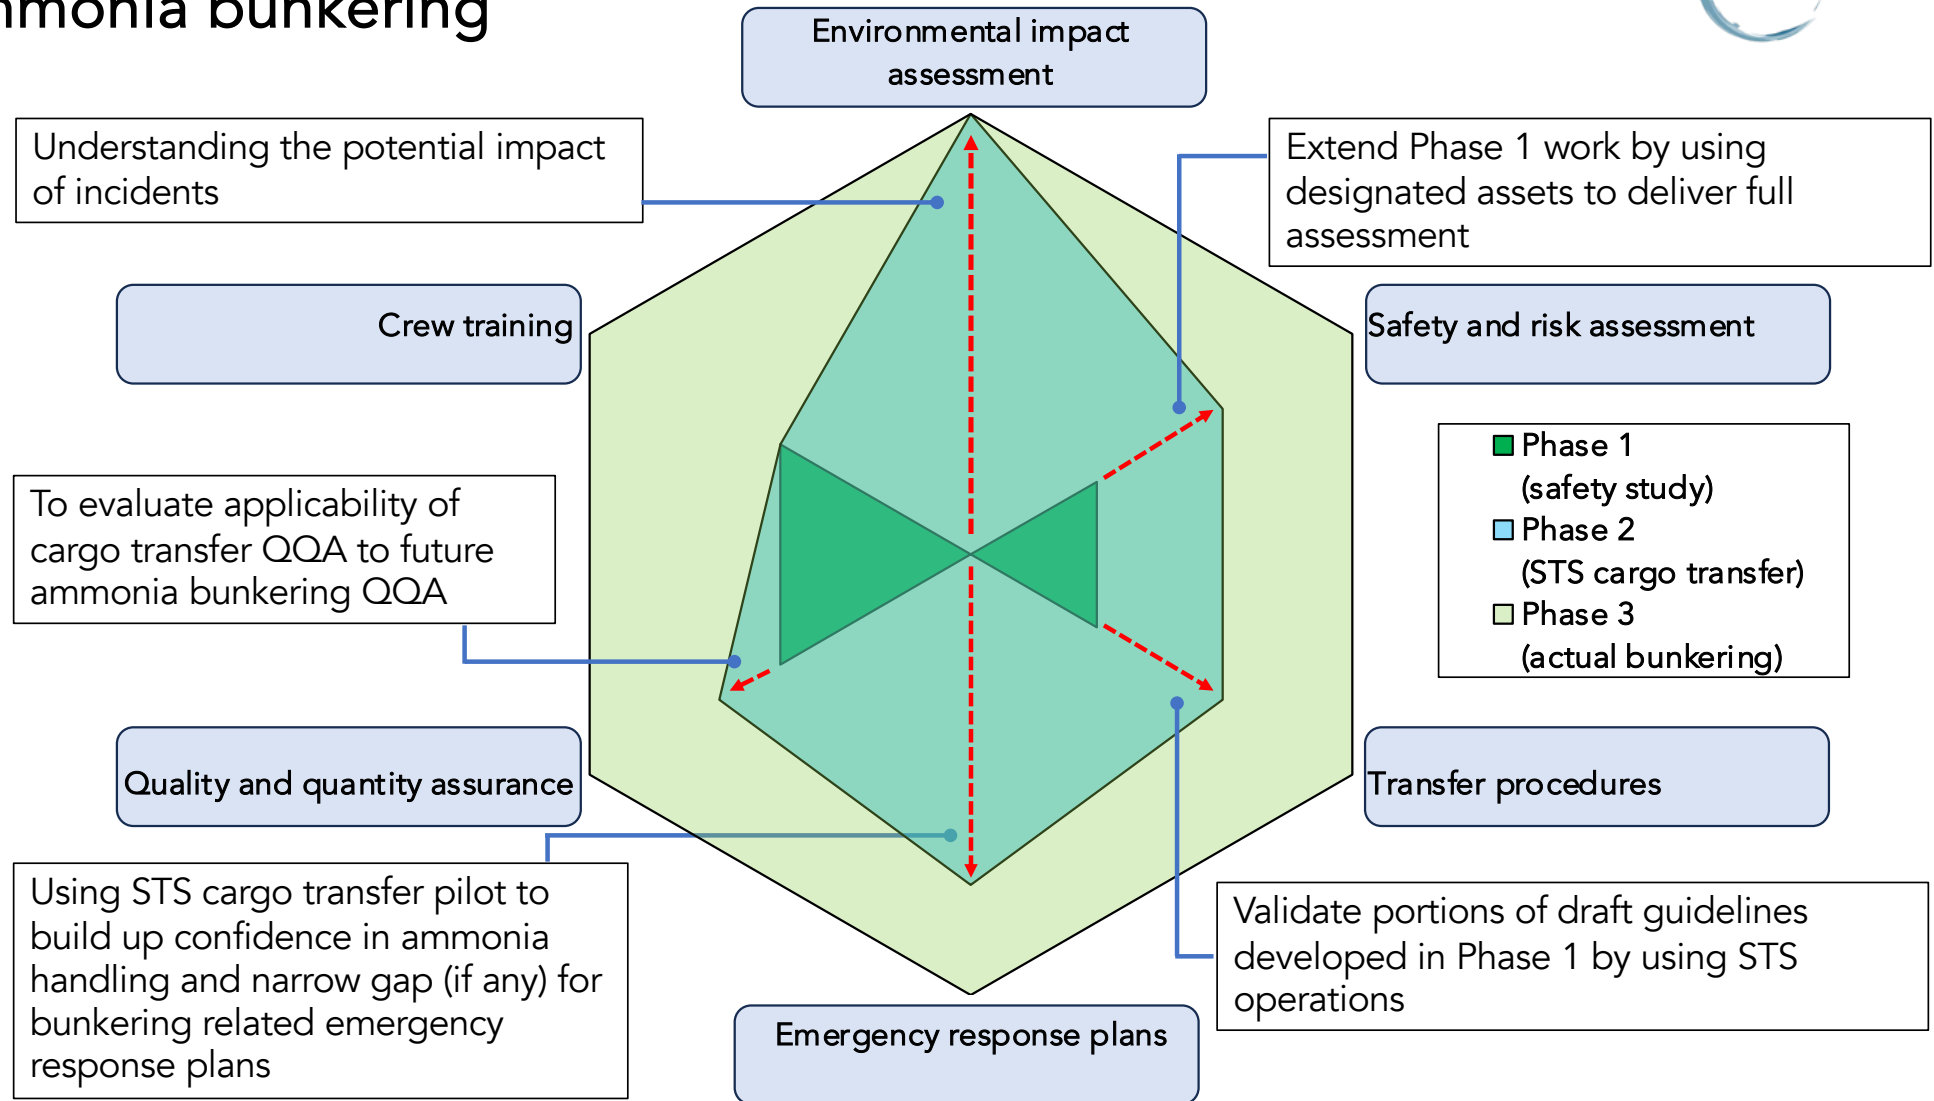 ammonia bunkering
Environmental impact
assessment
Understanding the potential impact
of incidents
Extend Phase 1 work by using
designated assets to deliver full
assessment
Crew training
Safety and risk assessment
Phase 1
(safety study)
Phase 2
(STS cargo transfer)
Phase 3
(actual bunkering)
To evaluate applicability of
cargo transfer QQA to future
ammonia bunkering QQA
Quality and quantity assurance
Transfer procedures
Using STS cargo transfer pilot to
build up confidence in ammonia
handling and narrow gap (if any) for
bunkering related emergency
response plans
Validate portions of draft guidelines
developed in Phase 1 by using STS
operations
Emergency response plans